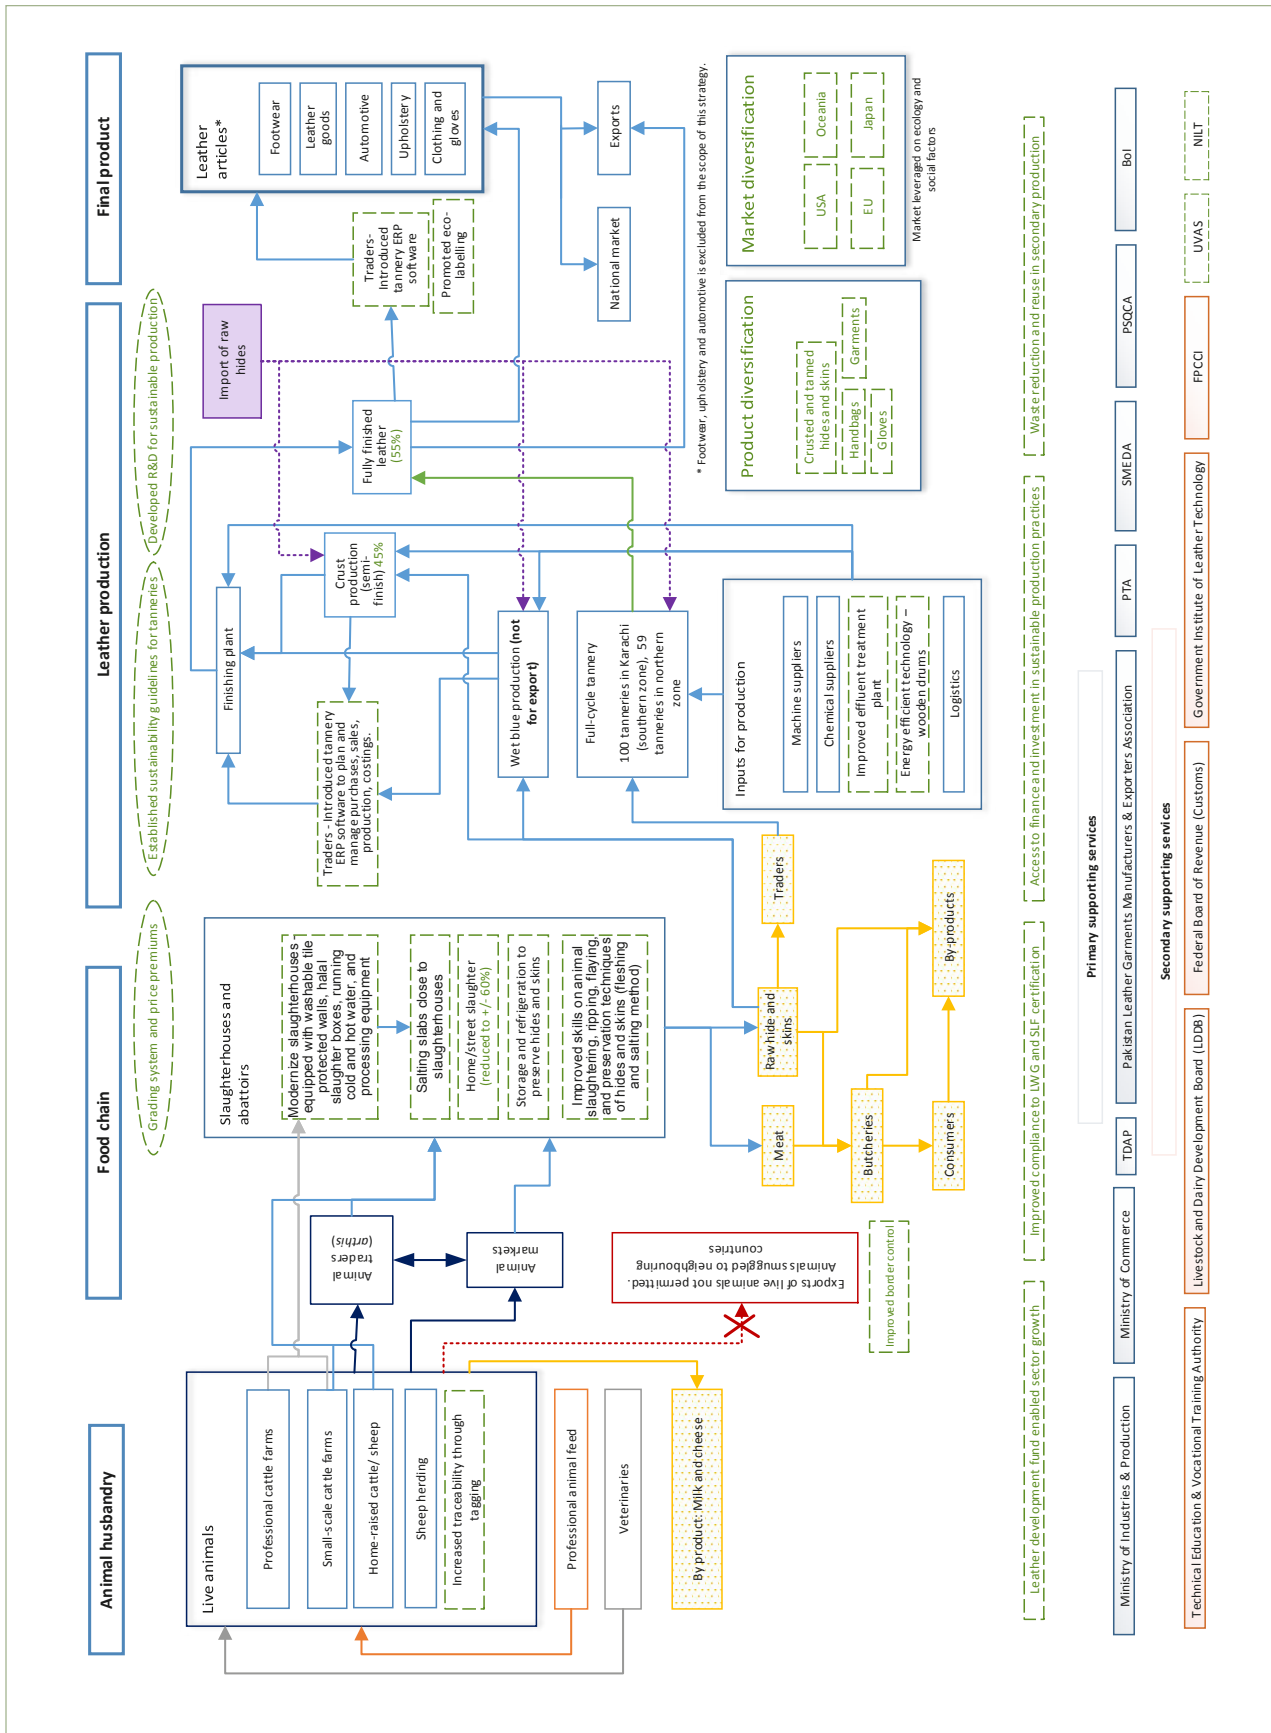 Animal husbandry
Food chain
Leather production
Final product
Grading system and price premiums
Established sustainability guidelines for tanneries
Developed R&D for sustainable production
Live animals
Professional cattle farms
Small-scale cattle farms
Home-raised cattle/ sheep
Sheep herding
Increased traceability through
tagging
Professional animal feed
Veterinaries
By product: Milk and cheese
Animal
traders
(arthis)
Animal
markets
Exports of live animals not permitted.
Animals smuggled to neighbouring
countries
Improved border control
Slaughterhouses and
abattoirs
Modernize slaughterhouses -
equipped with washable tile
protected walls, halal
slaughter boxes, running
cold and hot water, and
processing equipment
Salting slabs close to
slaughterhouses
Home/street slaughter
(reduced to +/- 60%)
Storage and refrigeration to
preserve hides and skins
Improved skills on animal
slaughtering, ripping, flaying,
and preservation techniques
of hides and skins (fleshing
and salting method)
Meat
Raw hide and
skins
Traders
Butcheries
Consumers
By-products
Finishing plant
Traders - Introduced tannery
ERP software to plan and
manage purchases, sales,
production, costings.
Crust
production
(semi-
finish) 45%
Fully finished
leather
(55%)
Import of raw
hides
Wet blue production (not
for export)
Full-cycle tannery
100 tanneries in Karachi
(southern zone), 59
tanneries in northern
zone
Inputs for production
Machine suppliers
Chemical suppliers
Improved effluent treatment
plant
Energy efficient technology –
wooden drums
Logistics
Traders-
Introduced
tannery ERP
software
Promoted eco-
labelling
Leather
articles*
Footwear
Leather
goods
Automotive
Upholstery
Clothing and
gloves
National market
Exports
* Footwear, upholstery and automotive is excluded from the scope of this strategy.
Product diversification
Crusted and tanned
hides and skins
Handbags
Garments
Gloves
Market diversification
USA
Oceania
EU
Japan
Market leveraged on ecology and
social factors
Leather development fund enabled sector growth
Improved compliance to LWG and SLF certification
Access to finance and investment in sustainable production practices
Waste reduction and reuse in secondary production
Primary supporting services
Ministry of Industries & Production
Ministry of Commerce
TDAP
Pakistan Leather Garments Manufacturers & Exporters Association
PTA
SMEDA
PSQCA
BoI
Secondary supporting services
Technical Education & Vocational Training Authority
Livestock and Dairy Development Board (LDDB)
Federal Board of Revenue (Customs)
Government Institute of Leather Technology
FPCCI
UVAS
NILT